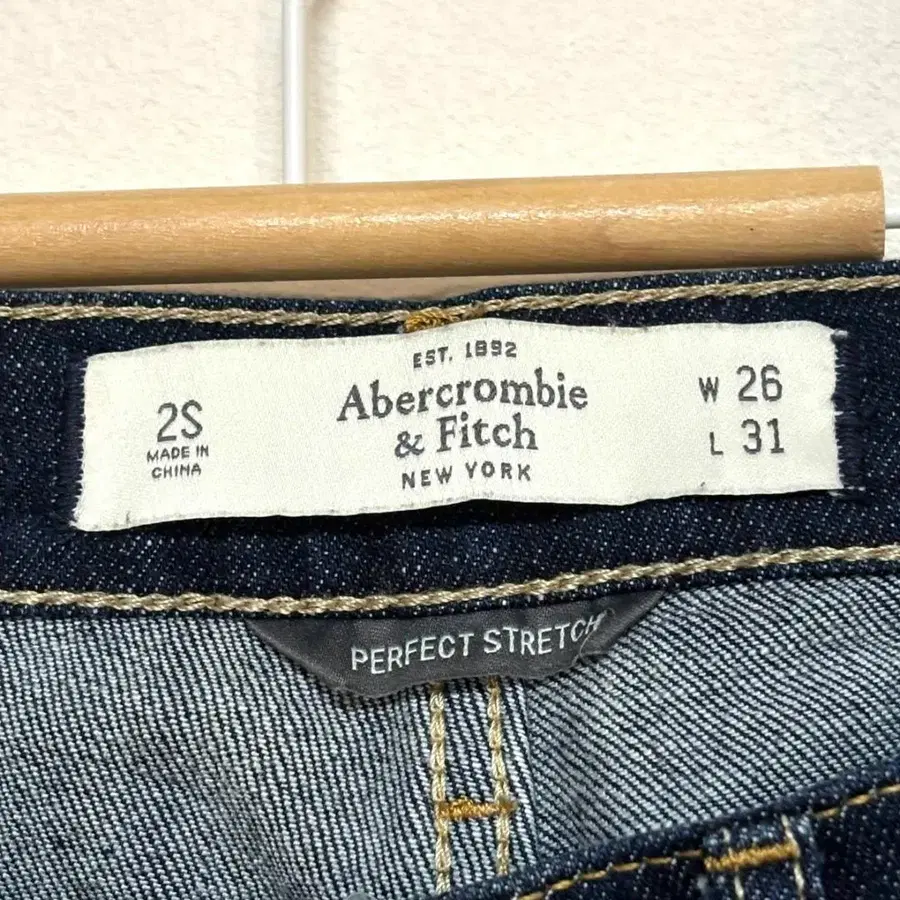 EST. 1892
Abercrombie
& Fitch
NEW YORK
2S
MADE IN
CHINA
W 26
L 31
PERFECT STRETCH